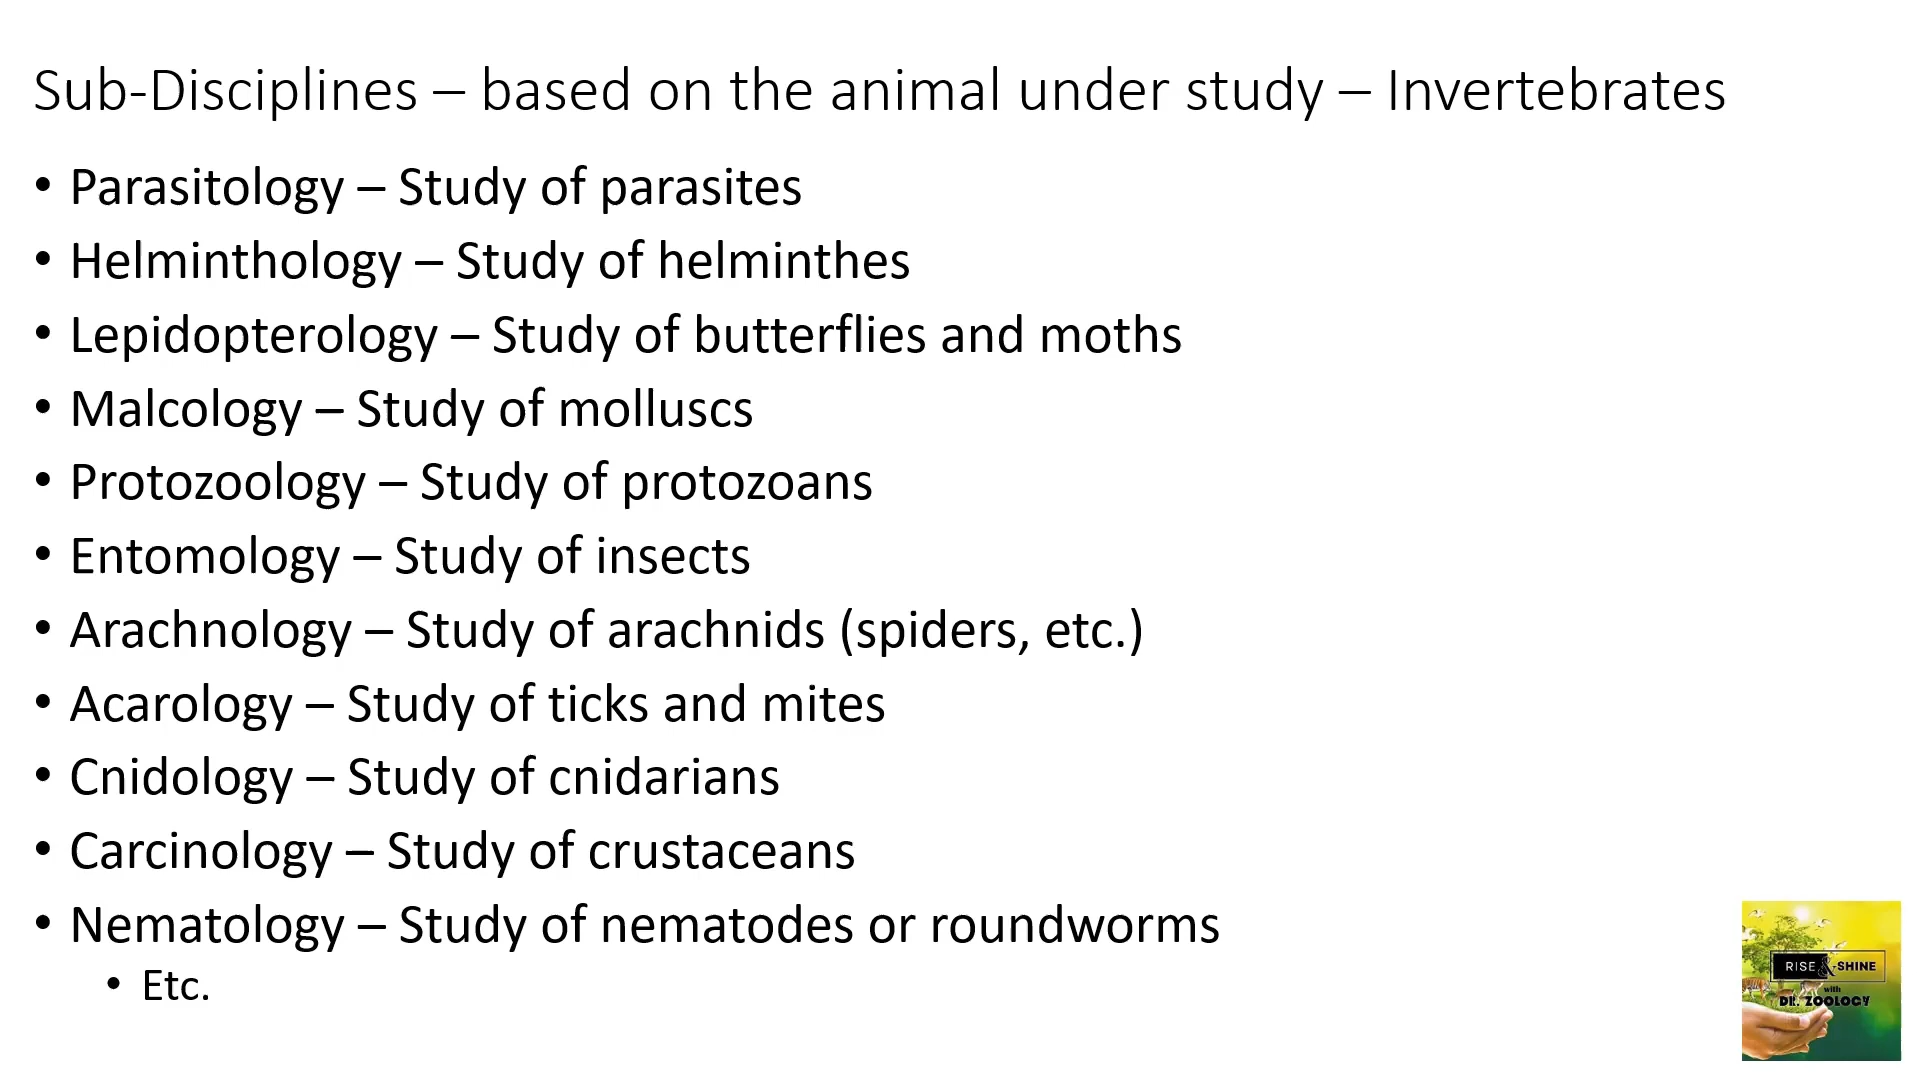 Sub-Disciplines – based on the animal under study – Invertebrates
• Parasitology – Study of parasites
• Helminthology – Study of helminthes
• Lepidopterology – Study of butterflies and moths
• Malcology – Study of molluscs
• Protozoology – Study of protozoans
• Entomology – Study of insects
• Arachnology – Study of arachnids (spiders, etc.)
• Acarology – Study of ticks and mites
• Cnidology – Study of cnidarians
• Carcinology – Study of crustaceans
• Nematology – Study of nematodes or roundworms
• Etc.
RISE & SHINE
with
DR. ZOOLOGY